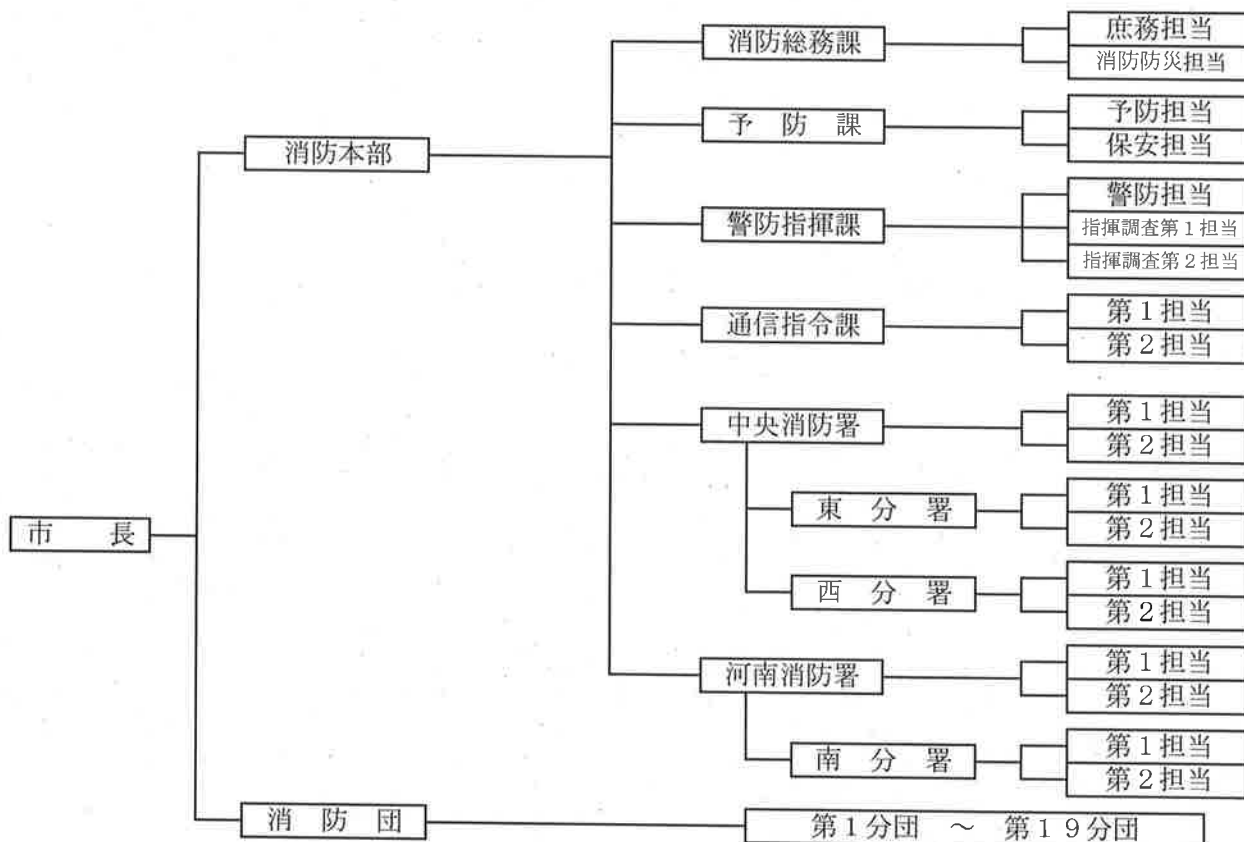 消防総務課
庶務担当
消防防災担当
予防課
予防担当
保安担当
消防本部
警防指揮課
警防担当
指揮調査第1担当
指揮調査第2担当
通信指令課
第1担当
第2担当
中央消防署
第1担当
第2担当
東分署
第1担当
第2担当
市長
西分署
第1担当
第2担当
河南消防署
第1担当
第2担当
南分署
第1担当
第2担当
消防団
第1分団 ～ 第19分団